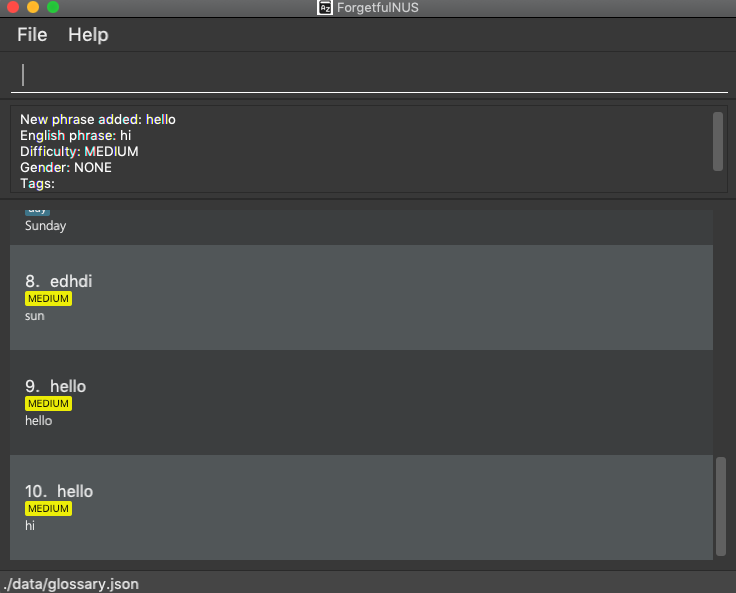 ForgetfulNUS
File Help
New phrase added: hello
English phrase: hi
Difficulty: MEDIUM
Gender: NONE
Tags:
day
Sunday
8. edhdi
MEDIUM
sun
9. hello
MEDIUM
hello
10. hello
MEDIUM
hi
./data/glossary.json